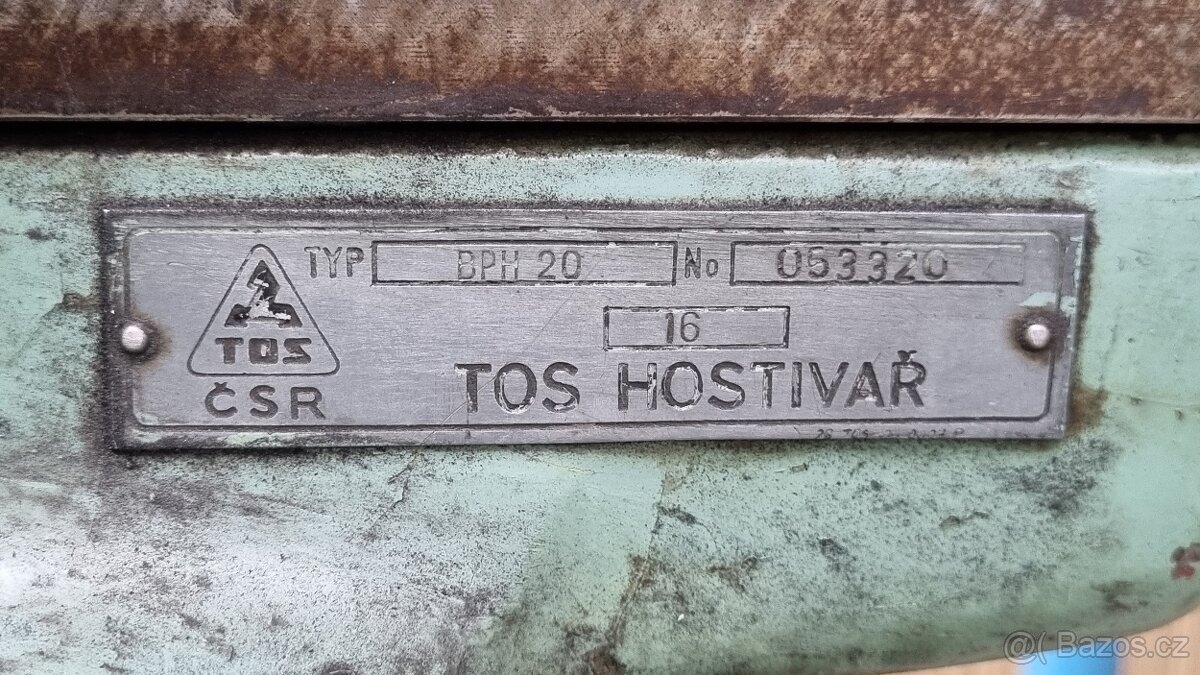 TYP BPH 20 No 053320
16
TOS
ČSR
TOS HOSTIVAŘ
@( Bazos.cz